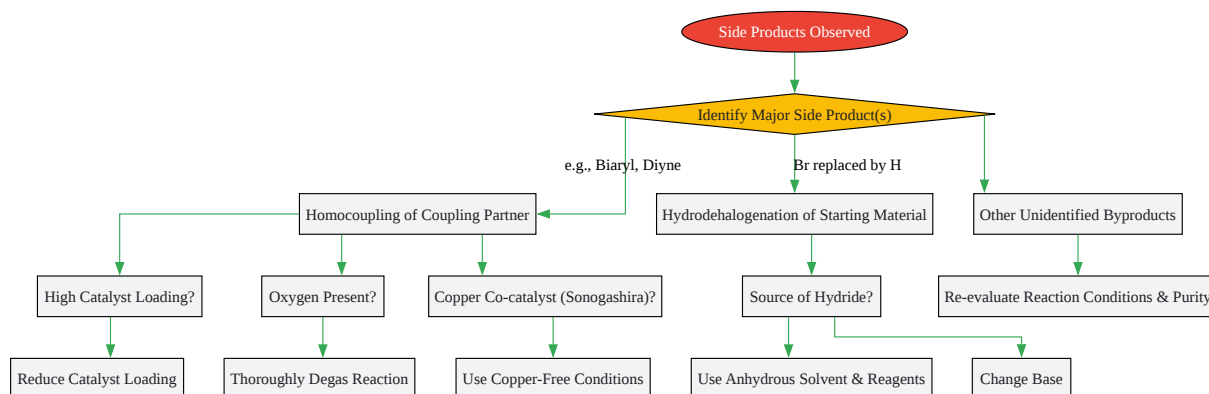 Side Products Observed
Identify Major Side Product(s)
e.g., Biaryl, Diyne
Br replaced by H
Homocoupling of Coupling Partner
Hydrodehalogenation of Starting Material
Other Unidentified Byproducts
High Catalyst Loading?
Oxygen Present?
Copper Co-catalyst (Sonogashira)?
Source of Hydride?
Re-evaluate Reaction Conditions & Purity
Reduce Catalyst Loading
Thoroughly Degas Reaction
Use Copper-Free Conditions
Use Anhydrous Solvent & Reagents
Change Base